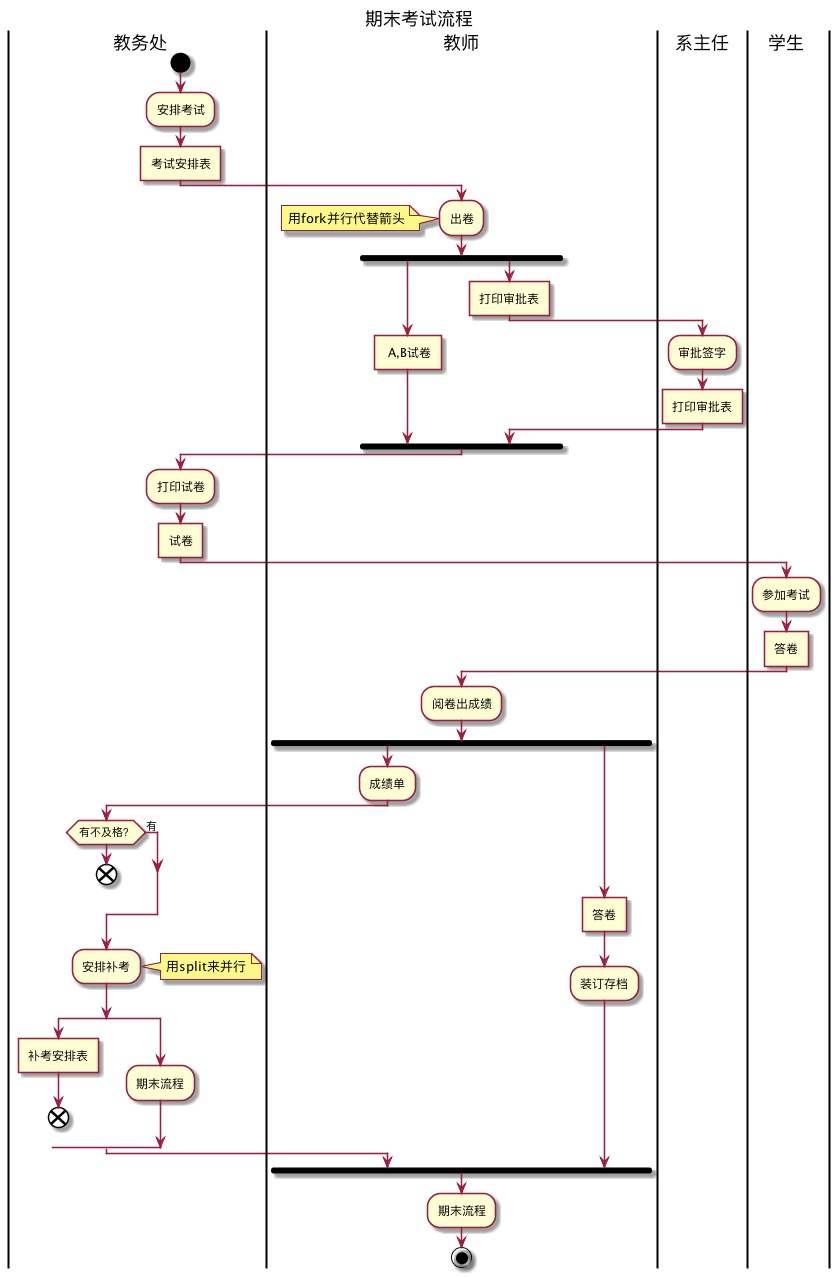 期末考试流程
教务处
教师
系主任
学生
安排考试
考试安排表
用fork并行代替箭头
出卷
打印审批表
A,B试卷
审批签字
打印审批表
打印试卷
试卷
参加考试
答卷
阅卷出成绩
成绩单
有不及格?
有
答卷
安排补考
用split来并行
装订存档
补考安排表
期末流程
期末流程